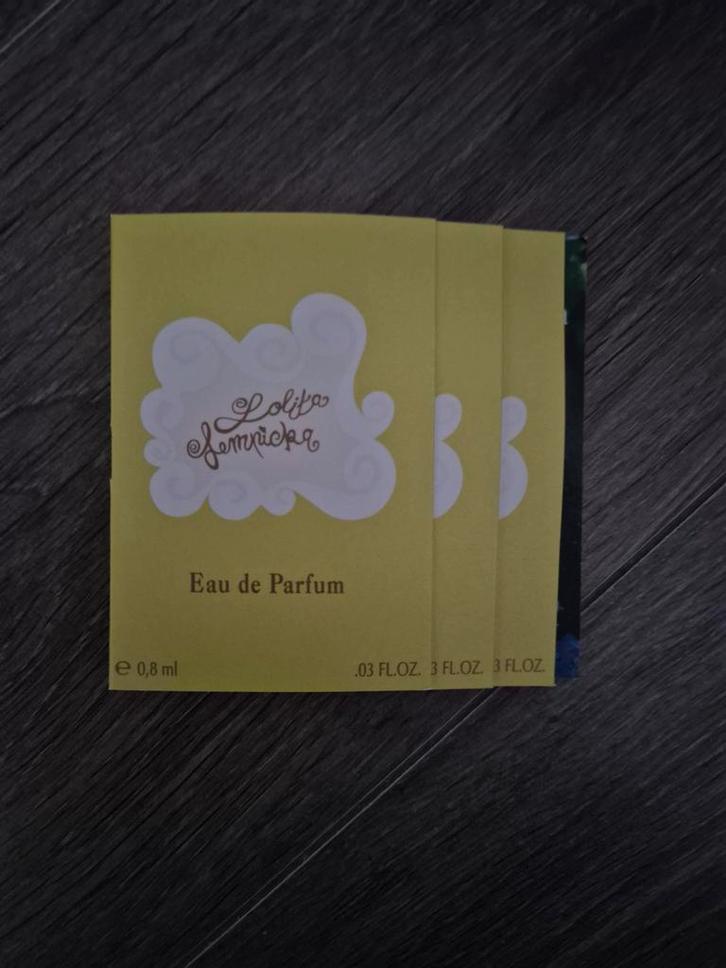 Lolita
Lempicka
Eau de Parfum
e 0,8 ml
.03 FL.OZ.
3 FL.OZ.
3 FL.OZ.